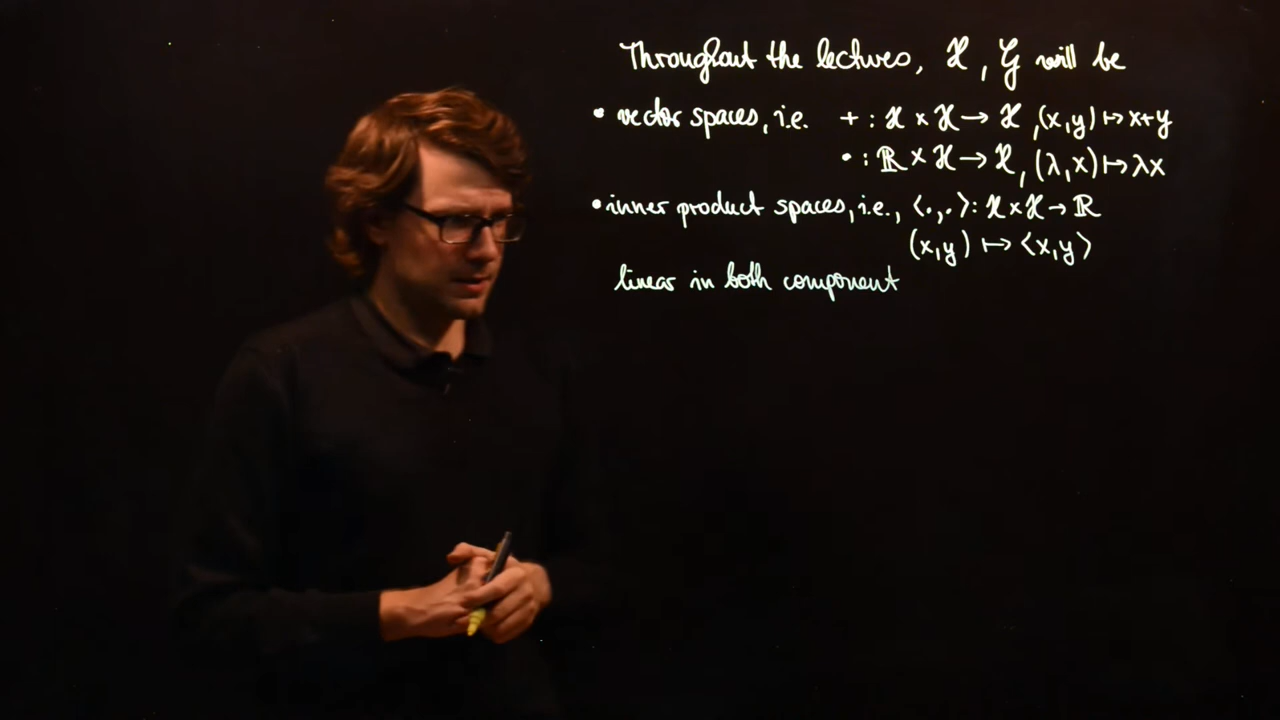 Throughout the lectures, ℋ, 𝒢 will be
• vector spaces, i.e. + : ℋ × ℋ → ℋ, (x,y) ↦ x+y
• : ℝ × ℋ → ℋ, (λ,x) ↦ λx
• inner product spaces, i.e., ⟨·,·⟩ : ℋ×ℋ → ℝ
(x,y) ↦ ⟨x,y⟩
linear in both component